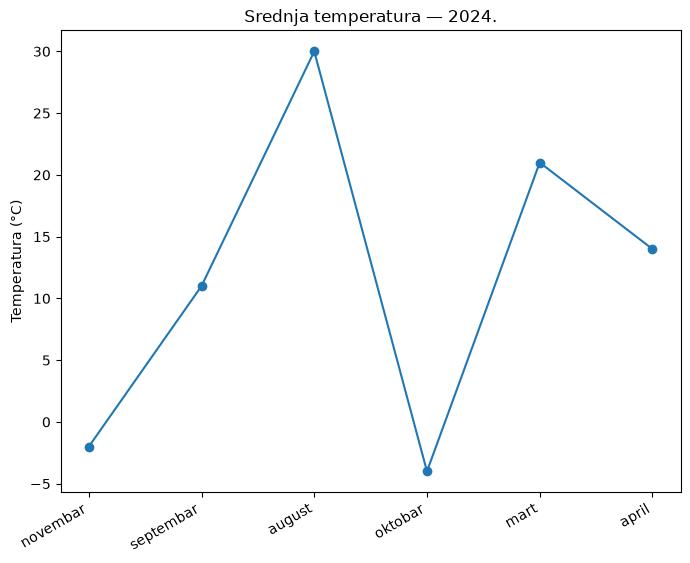 Srednja temperatura — 2024.
Temperatura (°C)
30
25
20
15
10
5
0
−5
novembar
septembar
august
oktobar
mart
april